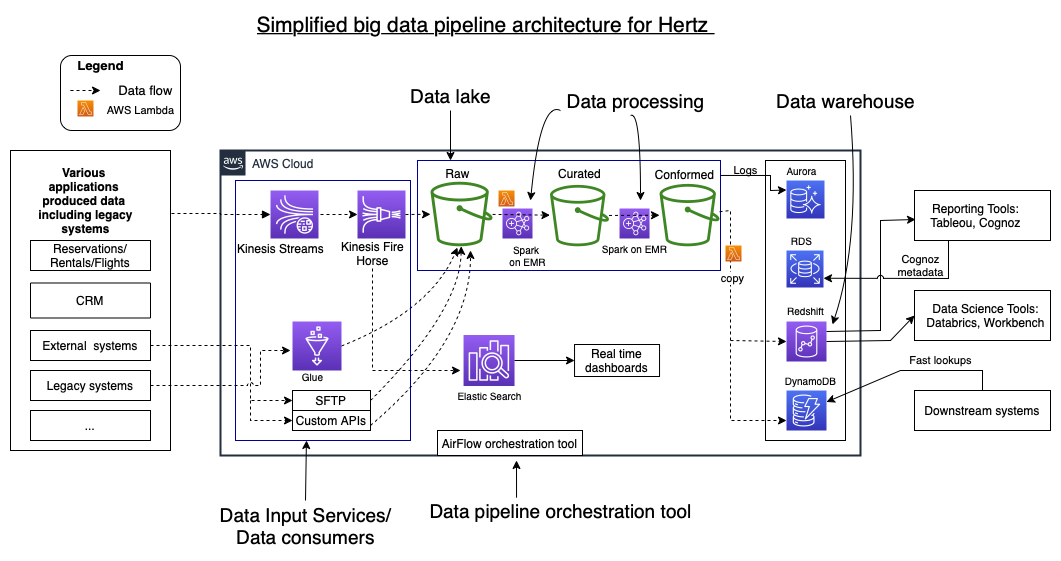 Simplified big data pipeline architecture for Hertz
Legend
Data flow
AWS Lambda
Data lake
Data processing
Data warehouse
aws
AWS Cloud
Various
applications
produced data
including legacy
systems
Reservations/
Rentals/Flights
CRM
External systems
Legacy systems
...
Kinesis Streams
Kinesis Fire
Horse
Glue
SFTP
Custom APIs
Raw
Spark
on EMR
Curated
Spark on EMR
Conformed
Logs
copy
Elastic Search
Real time
dashboards
AirFlow orchestration tool
Aurora
RDS
Redshift
DynamoDB
Reporting Tools:
Tableou, Cognoz
Cognoz
metadata
Data Science Tools:
Databrics, Workbench
Fast lookups
Downstream systems
Data Input Services/
Data consumers
Data pipeline orchestration tool